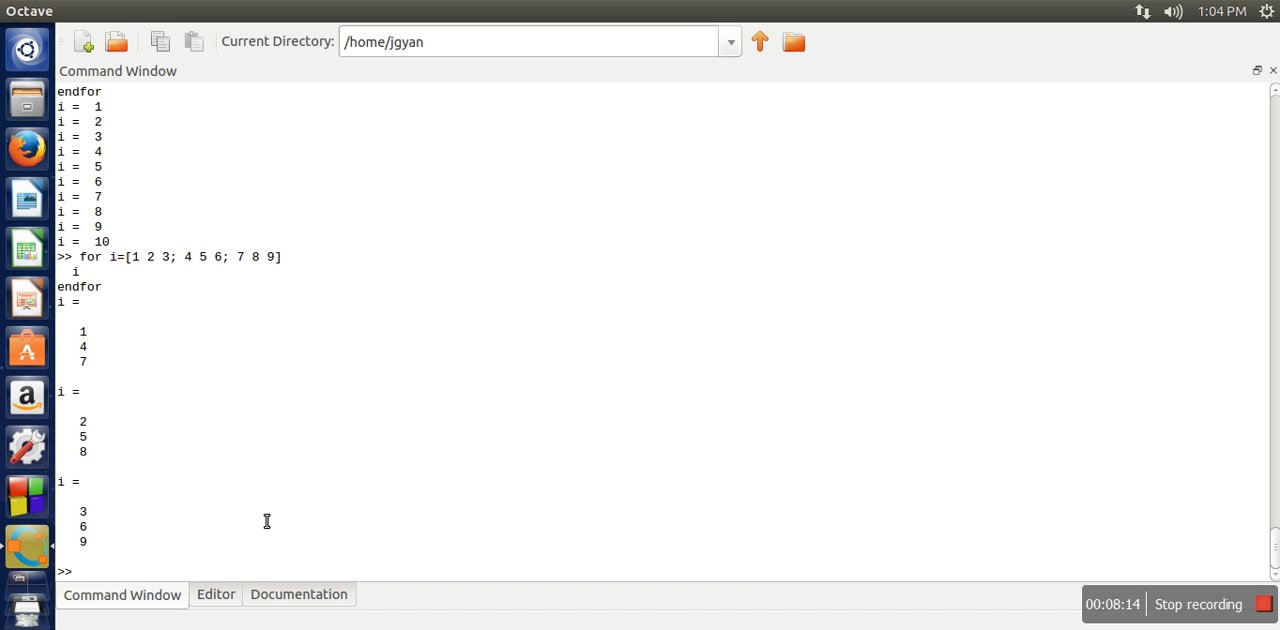 Octave
1:04 PM
Current Directory: /home/jgyan
Command Window
endfor
i =  1
i =  2
i =  3
i =  4
i =  5
i =  6
i =  7
i =  8
i =  9
i =  10
>> for i=[1 2 3; 4 5 6; 7 8 9]
  i
endfor
i =
   1
   4
   7
i =
   2
   5
   8
i =
   3
   6
   9
>>
Command Window Editor Documentation
00:08:14 Stop recording